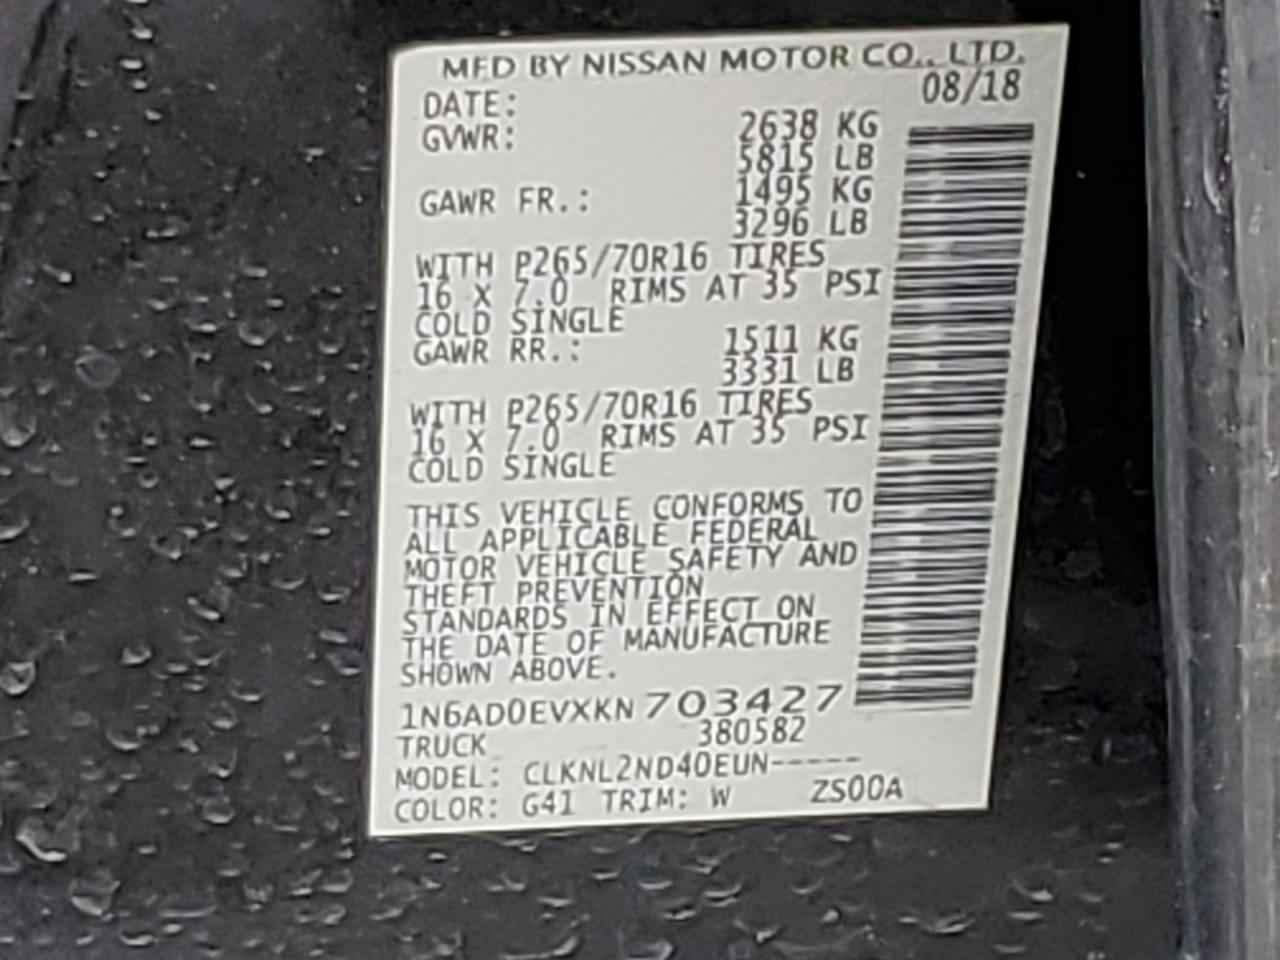 MFD BY NISSAN MOTOR CO., LTD.
DATE: 08/18
GVWR: 2638 KG
5815 LB
GAWR FR.: 1495 KG
3296 LB
WITH P265/70R16 TIRES
16 X 7.0 RIMS AT 35 PSI
COLD SINGLE
GAWR RR.: 1511 KG
3331 LB
WITH P265/70R16 TIRES
16 X 7.0 RIMS AT 35 PSI
COLD SINGLE
THIS VEHICLE CONFORMS TO
ALL APPLICABLE FEDERAL
MOTOR VEHICLE SAFETY AND
THEFT PREVENTION
STANDARDS IN EFFECT ON
THE DATE OF MANUFACTURE
SHOWN ABOVE.
1N6AD0EVXKN703427
TRUCK 380582
MODEL: CLKNL2ND40EUN-----
COLOR: G41 TRIM: W ZS00A